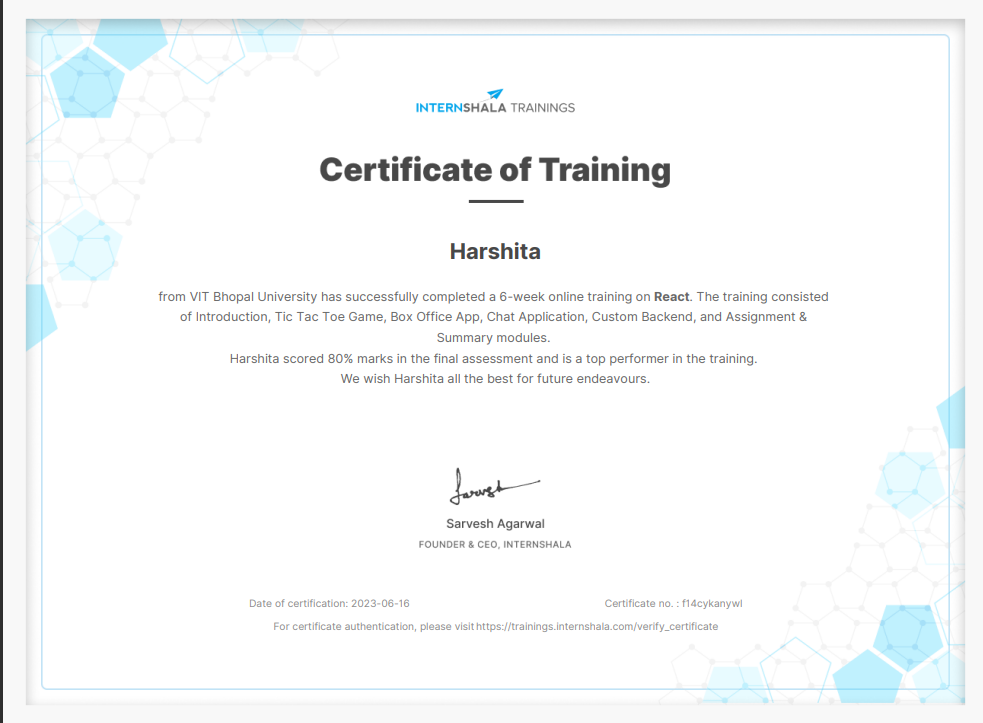 INTERNSHALA TRAININGS
Certificate of Training
Harshita
from VIT Bhopal University has successfully completed a 6-week online training on React. The training consisted
of Introduction, Tic Tac Toe Game, Box Office App, Chat Application, Custom Backend, and Assignment &
Summary modules.
Harshita scored 80% marks in the final assessment and is a top performer in the training.
We wish Harshita all the best for future endeavours.
Sarvesh
Sarvesh Agarwal
FOUNDER & CEO, INTERNSHALA
Date of certification: 2023-06-16 Certificate no. : f14cykanywl
For certificate authentication, please visit https://trainings.internshala.com/verify_certificate